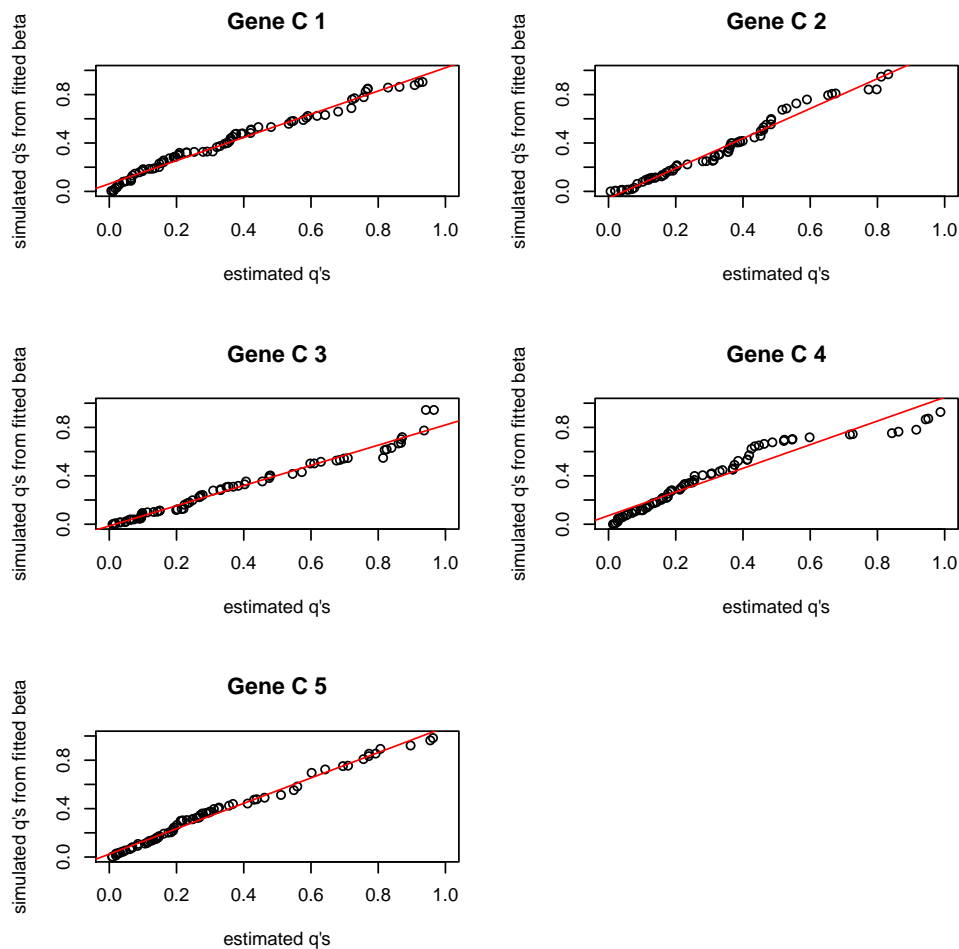 Gene C 1
simulated q's from fitted beta
0.0 0.4 0.8
0.0 0.2 0.4 0.6 0.8 1.0
estimated q's
Gene C 2
simulated q's from fitted beta
0.0 0.4 0.8
0.0 0.2 0.4 0.6 0.8 1.0
estimated q's
Gene C 3
simulated q's from fitted beta
0.0 0.4 0.8
0.0 0.2 0.4 0.6 0.8 1.0
estimated q's
Gene C 4
simulated q's from fitted beta
0.0 0.4 0.8
0.0 0.2 0.4 0.6 0.8 1.0
estimated q's
Gene C 5
simulated q's from fitted beta
0.0 0.4 0.8
0.0 0.2 0.4 0.6 0.8 1.0
estimated q's